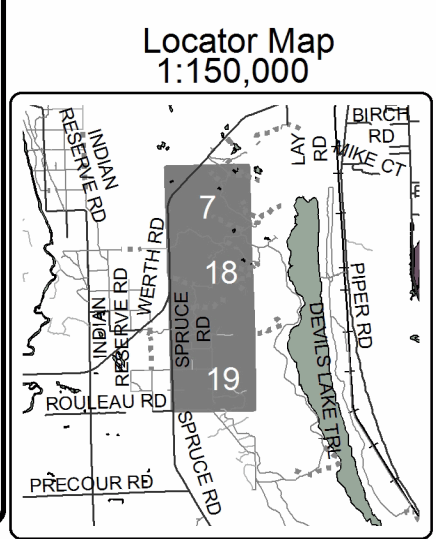 Locator Map
1:150,000
BIRCH
RD
LAY
RD
MIKE CT
INDIAN
RESERVE RD
7
WERTH RD
18
PIPER RD
INDIAN
RESERVE RD
SPRUCE
RD
DEVILS LAKE TRL
19
ROULEAU RD
SPRUCE RD
PRECOUR RD